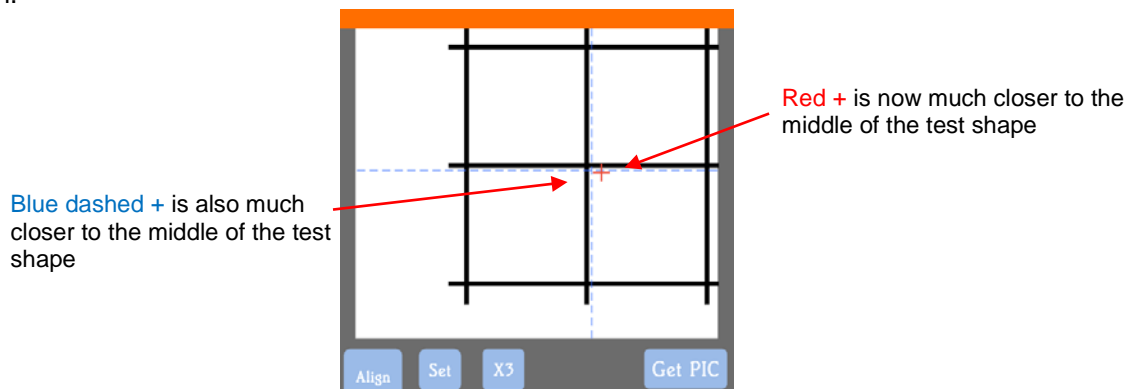 Red + is now much closer to the
middle of the test shape
Blue dashed + is also much
closer to the middle of the test
shape
Align
Set
X3
Get PIC